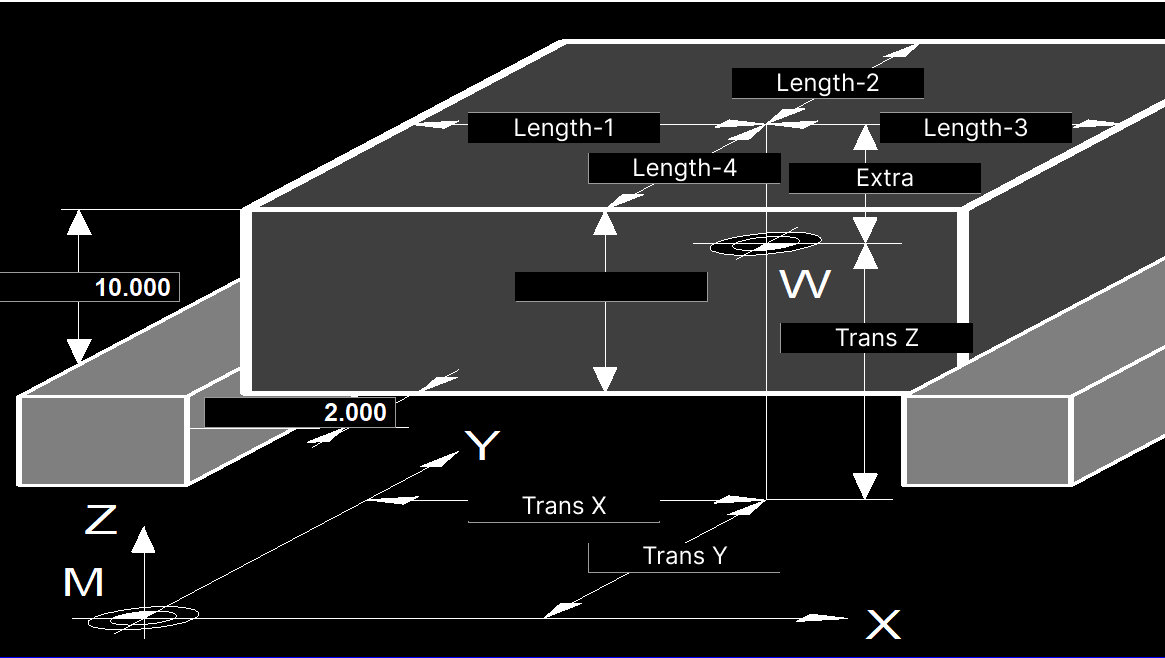 Length-2
Length-1
Length-3
Length-4
Extra
10.000
W
Trans Z
2.000
Y
Trans X
Z
Trans Y
M
X